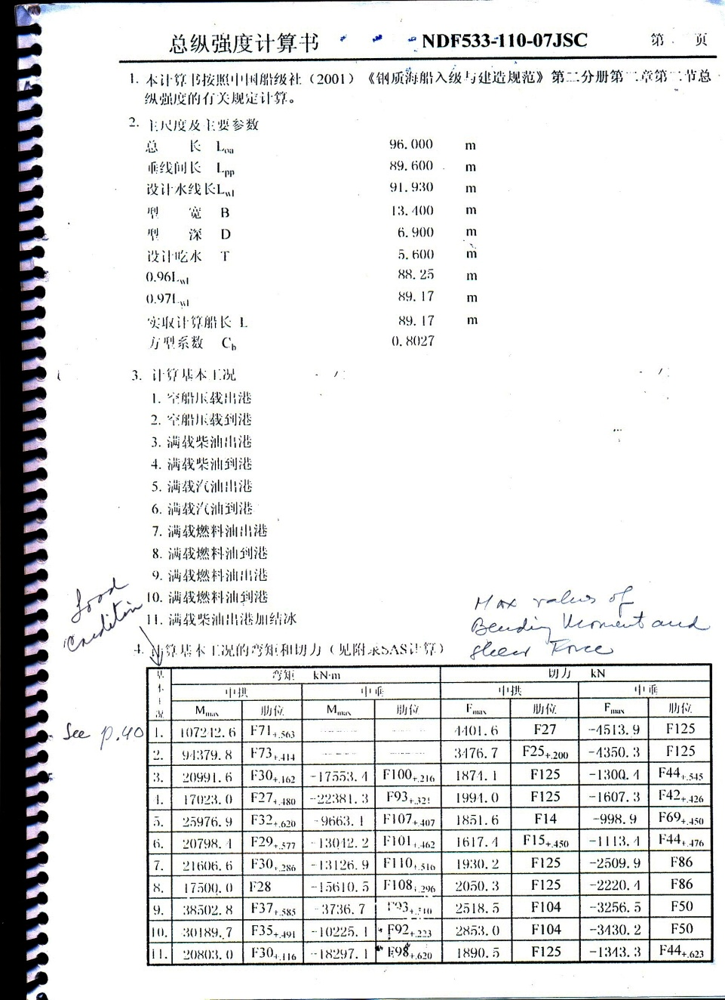 总纵强度计算书 NDF533-110-07JSC 第 页
1. 本计算书按照中国船级社（2001）《钢质海船入级与建造规范》第二分册第二章第二节总
纵强度的有关规定计算。
2. 主尺度及主要参数
总 长 Loa 96.000 m
垂线间长 Lpp 89.600 m
设计水线长Lwl 91.930 m
型 宽 B 13.400 m
型 深 D 6.900 m
设计吃水 T 5.600 m
0.96Lwl 88.25 m
0.97Lwl 89.17 m
实取计算船长 L 89.17 m
方型系数 Cb 0.8027
3. 计算基本工况
1. 空船压载出港
2. 空船压载到港
3. 满载柴油出港
4. 满载柴油到港
5. 满载汽油出港
6. 满载汽油到港
7. 满载燃料油出港
8. 满载燃料油到港
9. 满载燃料油出港
10. 满载燃料油到港
11. 满载柴油出港加结冰
Load
Condition
Max values of
Bending Moment and
Shear Force
4. 计算基本工况的弯矩和切力（见附录SAS计算）
基本工况 弯矩 kN·m 切力 kN
中拱 中垂 中拱 中垂
Mmax 肋位 Mmax 肋位 Fmax 肋位 Fmax 肋位
See p.40
1. 107242.6 F71+.563 ------ ------ 4401.6 F27 -4513.9 F125
2. 94379.8 F73+.414 ------ ------ 3476.7 F25+.200 -4350.3 F125
3. 20991.6 F30+.162 -17553.4 F100+.216 1874.1 F125 -1300.4 F44+.545
4. 17023.0 F27+.480 -22381.3 F93+.321 1994.0 F125 -1607.3 F42+.426
5. 25976.9 F32+.620 -9663.1 F107+.407 1851.6 F14 -998.9 F69+.450
6. 20798.4 F29+.577 -13042.2 F101+.462 1617.4 F15+.450 -1113.4 F44+.476
7. 21606.6 F30+.286 -13126.9 F110+.516 1930.2 F125 -2509.9 F86
8. 17500.0 F28 -15610.5 F108+.296 2050.3 F125 -2220.4 F86
9. 38502.8 F37+.585 -3736.7 F93+.510 2518.5 F104 -3256.5 F50
10. 30189.7 F35+.491 -10225.1 F92+.223 2853.0 F104 -3430.2 F50
11. 20803.0 F30+.116 -18297.1 F98+.620 1890.5 F125 -1343.3 F44+.623